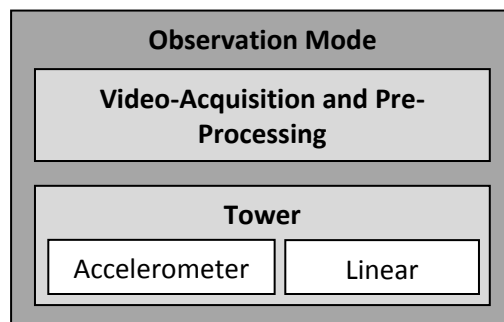 Observation Mode
Video-Acquisition and Pre-
Processing
Tower
Accelerometer Linear